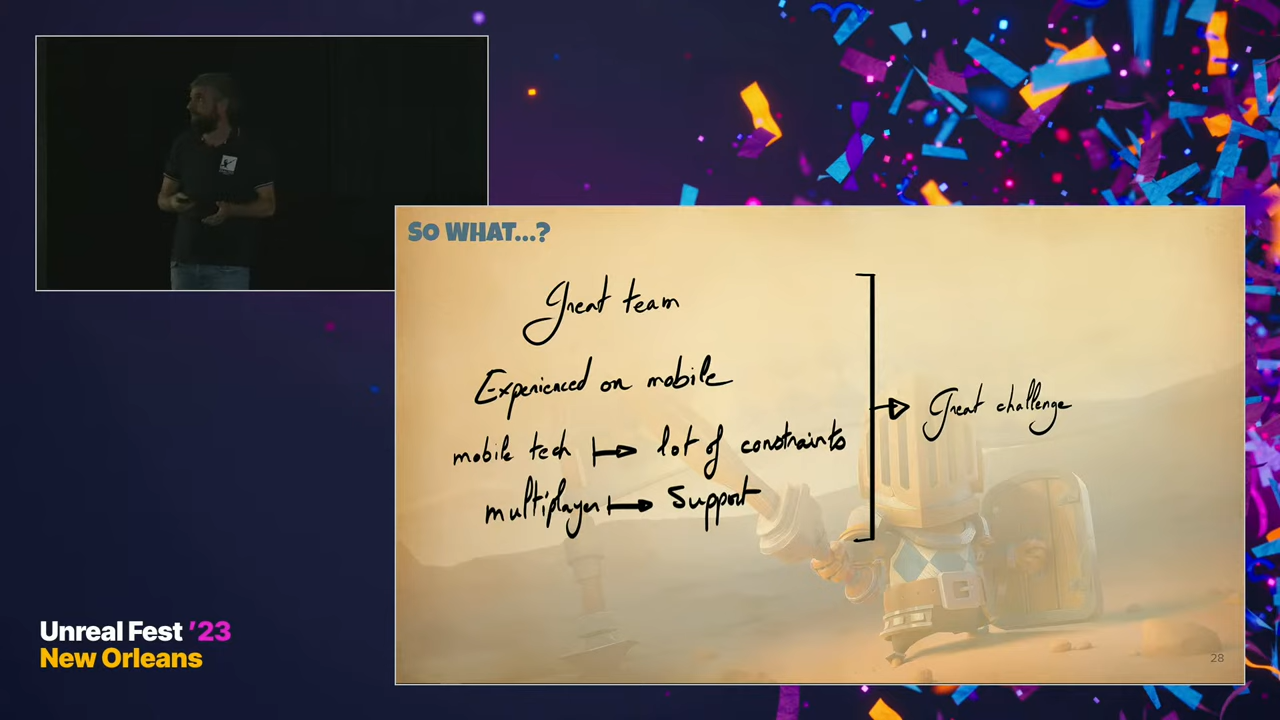 SO WHAT...?
Great team
Experienced on mobile
mobile tech → lot of constraints
multiplayer → Support
Great challenge
28
Unreal Fest '23
New Orleans